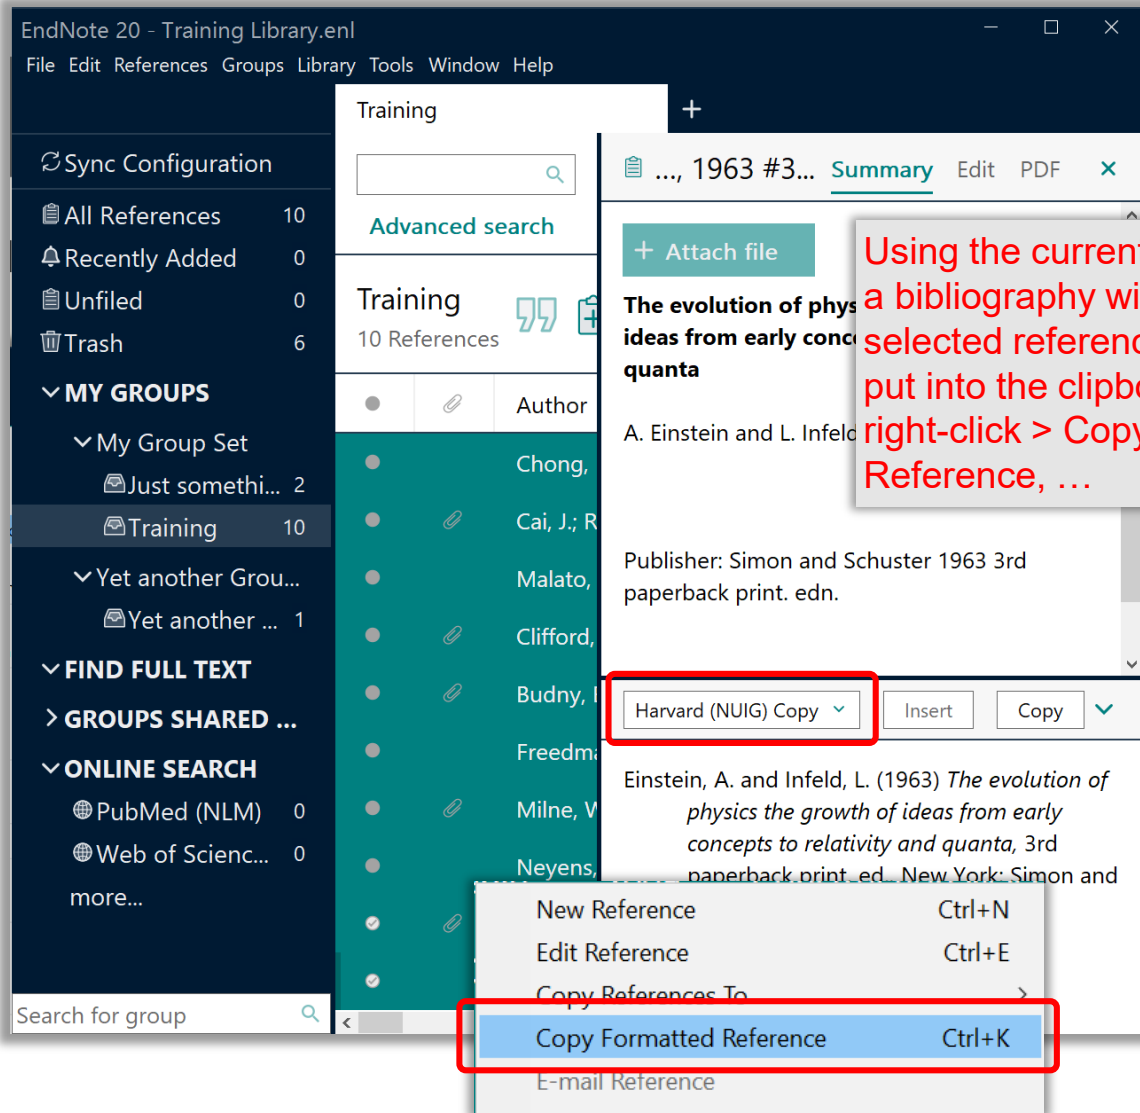 EndNote 20 - Training Library.enl
File Edit References Groups Library Tools Window Help
Training
Sync Configuration
All References 10
Recently Added 0
Unfiled 0
Trash 6
MY GROUPS
My Group Set
Just somethi... 2
Training 10
Yet another Grou...
Yet another ... 1
FIND FULL TEXT
GROUPS SHARED ...
ONLINE SEARCH
PubMed (NLM) 0
Web of Scienc... 0
more...
Search for group
Advanced search
Training
10 References
Author
Chong,
Cai, J.; R
Malato,
Clifford,
Budny,
Freedma
Milne, W
Neyens,
..., 1963 #3... Summary Edit PDF
+ Attach file
The evolution of phys
ideas from early conc
quanta
A. Einstein and L. Infeld
Publisher: Simon and Schuster 1963 3rd
paperback print. edn.
Using the current
a bibliography wi
selected referenc
put into the clipbo
right-click > Copy
Reference, …
Harvard (NUIG) Copy Insert Copy
Einstein, A. and Infeld, L. (1963) The evolution of
physics the growth of ideas from early
concepts to relativity and quanta, 3rd
paperback print. ed., New York: Simon and
New Reference Ctrl+N
Edit Reference Ctrl+E
Copy References To
Copy Formatted Reference Ctrl+K
E-mail Reference